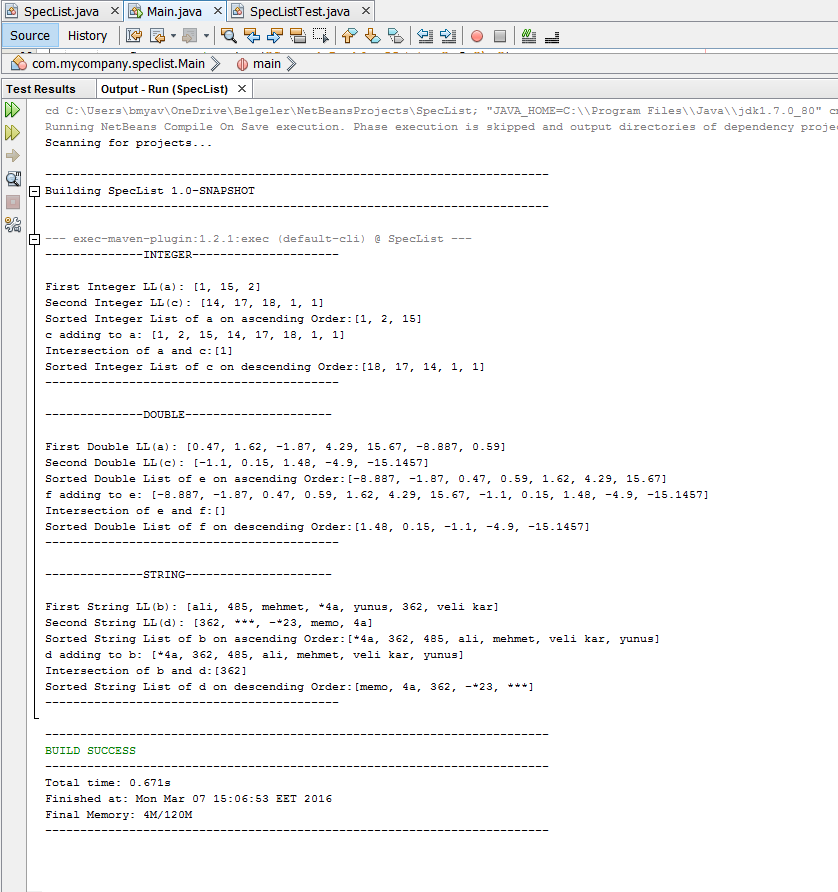 SpecList.java × Main.java × SpecListTest.java ×
Source History
com.mycompany.speclist.Main main
Test Results Output - Run (SpecList) ×
cd C:\Users\bmyav\OneDrive\Belgeler\NetBeansProjects\SpecList; "JAVA_HOME=C:\\Program Files\\Java\\jdk1.7.0_80"
Running NetBeans Compile On Save execution. Phase execution is skipped and output directories of dependency
Scanning for projects...
------------------------------------------------------------------------
Building SpecList 1.0-SNAPSHOT
------------------------------------------------------------------------
--- exec-maven-plugin:1.2.1:exec (default-cli) @ SpecList ---
--------------INTEGER---------------------
First Integer LL(a): [1, 15, 2]
Second Integer LL(c): [14, 17, 18, 1, 1]
Sorted Integer List of a on ascending Order:[1, 2, 15]
c adding to a: [1, 2, 15, 14, 17, 18, 1, 1]
Intersection of a and c:[1]
Sorted Integer List of c on descending Order:[18, 17, 14, 1, 1]
------------------------------------------
--------------DOUBLE---------------------
First Double LL(a): [0.47, 1.62, -1.87, 4.29, 15.67, -8.887, 0.59]
Second Double LL(c): [-1.1, 0.15, 1.48, -4.9, -15.1457]
Sorted Double List of e on ascending Order:[-8.887, -1.87, 0.47, 0.59, 1.62, 4.29, 15.67]
f adding to e: [-8.887, -1.87, 0.47, 0.59, 1.62, 4.29, 15.67, -1.1, 0.15, 1.48, -4.9, -15.1457]
Intersection of e and f:[]
Sorted Double List of f on descending Order:[1.48, 0.15, -1.1, -4.9, -15.1457]
------------------------------------------
--------------STRING---------------------
First String LL(b): [ali, 485, mehmet, *4a, yunus, 362, veli kar]
Second String LL(d): [362, ***, -*23, memo, 4a]
Sorted String List of b on ascending Order:[*4a, 362, 485, ali, mehmet, veli kar, yunus]
d adding to b: [*4a, 362, 485, ali, mehmet, veli kar, yunus]
Intersection of b and d:[362]
Sorted String List of d on descending Order:[memo, 4a, 362, -*23, ***]
------------------------------------------
------------------------------------------------------------------------
BUILD SUCCESS
------------------------------------------------------------------------
Total time: 0.671s
Finished at: Mon Mar 07 15:06:53 EET 2016
Final Memory: 4M/120M
------------------------------------------------------------------------